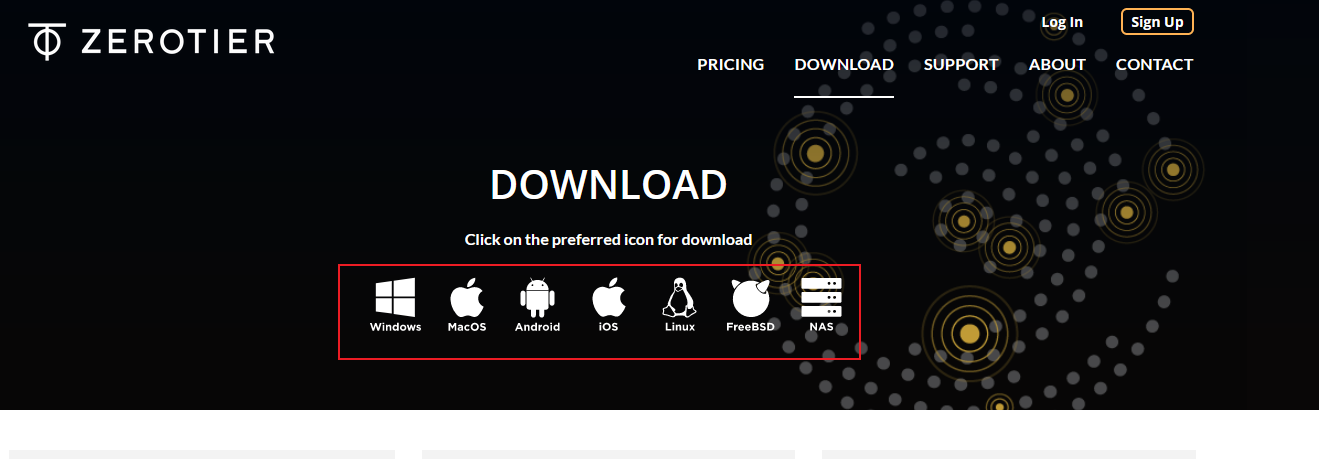 ZEROTIER
Log In
Sign Up
PRICING
DOWNLOAD
SUPPORT
ABOUT
CONTACT
DOWNLOAD
Click on the preferred icon for download
Windows
MacOS
Android
iOS
Linux
FreeBSD
NAS